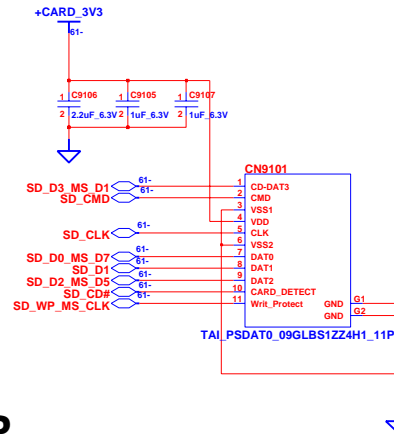 +CARD_3V3
61-
1 C9106 1 C9105 1 C9107
2 2.2uF_6.3V 2 1uF_6.3V 2 1uF_6.3V
CN9101
SD_D3_MS_D1 61- 1 CD-DAT3
SD_CMD 61- 2 CMD
3 VSS1
4 VDD
SD_CLK 61- 5 CLK
6 VSS2
SD_D0_MS_D7 61- 7 DAT0
SD_D1 61- 8 DAT1
SD_D2_MS_D5 61- 9 DAT2
SD_CD# 61- 10 CARD_DETECT
SD_WP_MS_CLK 61- 11 Writ_Protect GND G1
GND G2
TAI_PSDAT0_09GLBS1ZZ4H1_11P